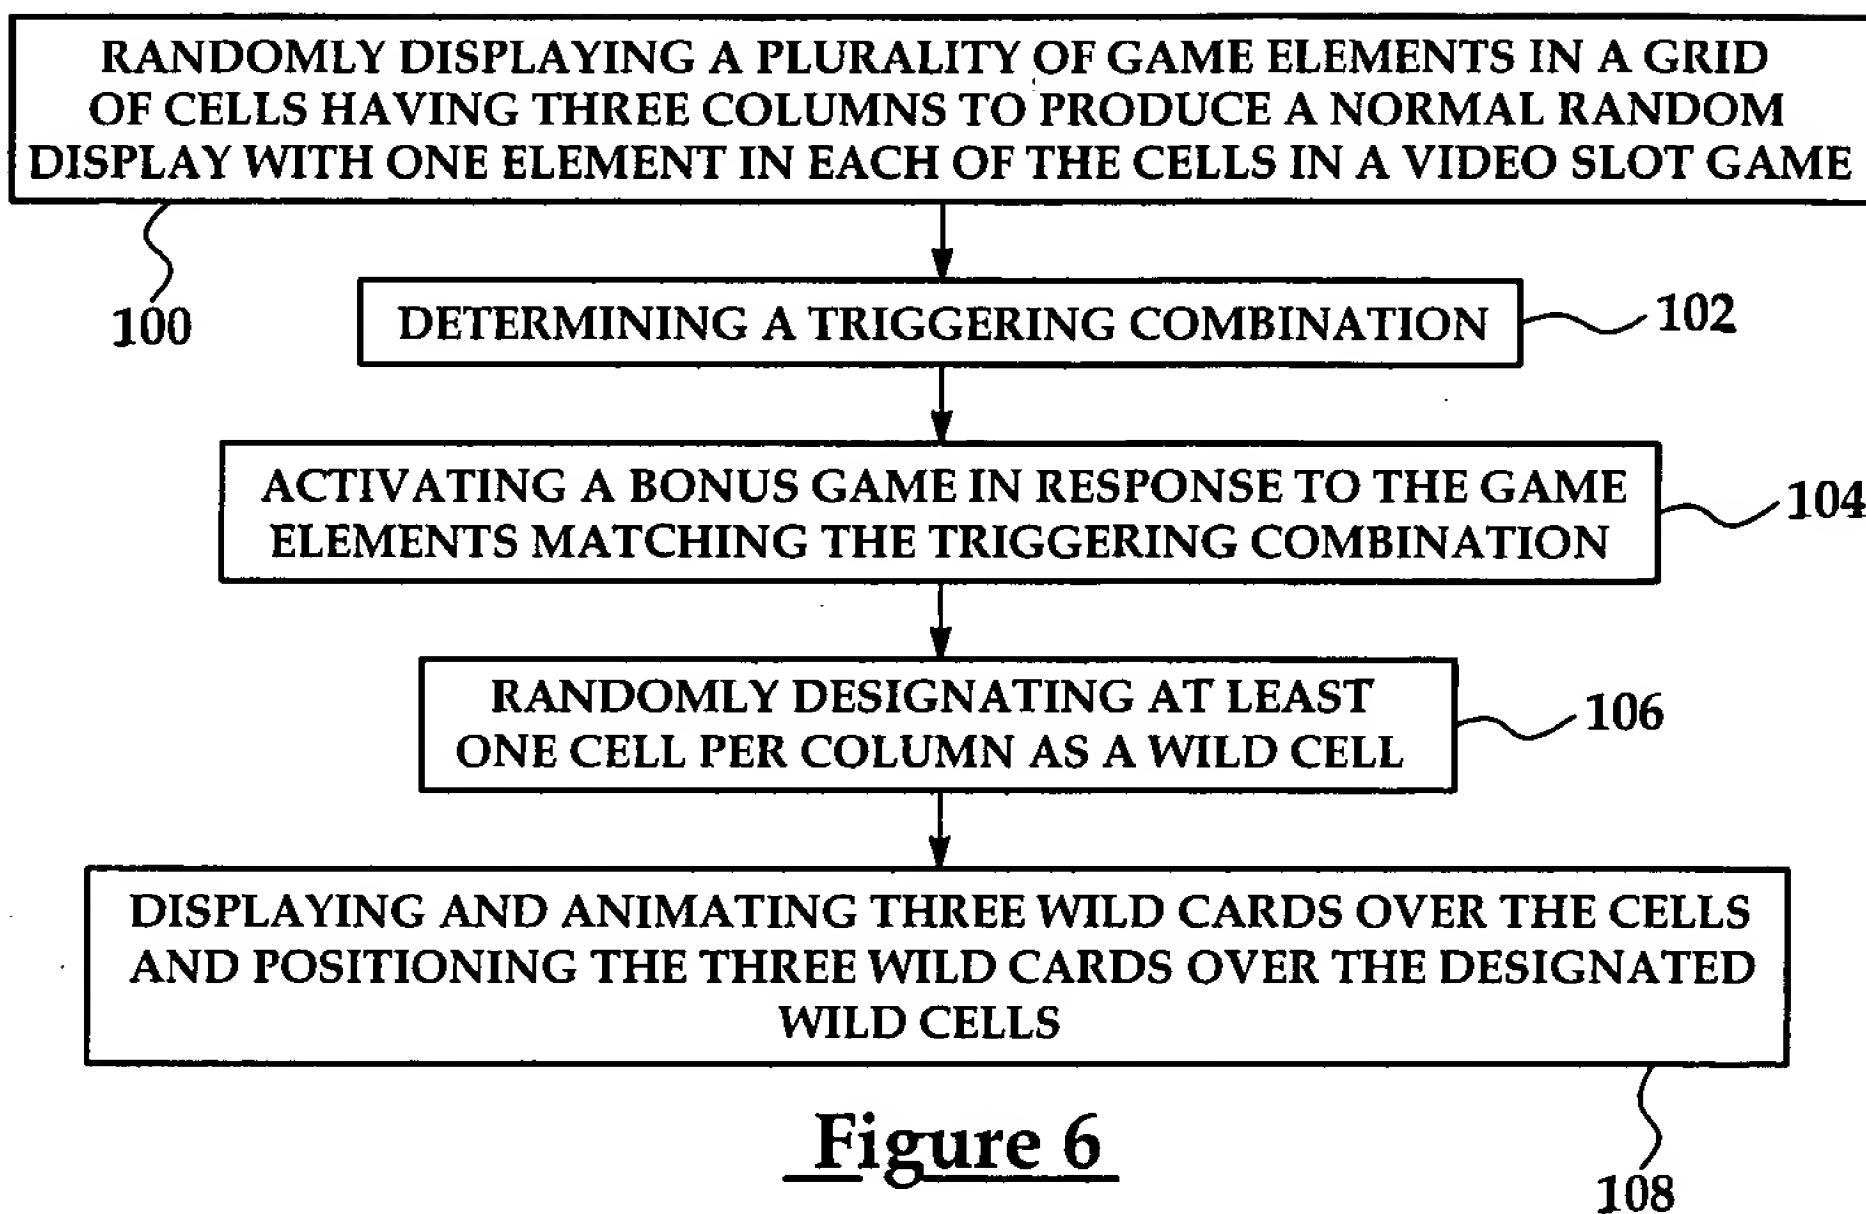 RANDOMLY DISPLAYING A PLURALITY OF GAME ELEMENTS IN A GRID
OF CELLS HAVING THREE COLUMNS TO PRODUCE A NORMAL RANDOM
DISPLAY WITH ONE ELEMENT IN EACH OF THE CELLS IN A VIDEO SLOT GAME
100
DETERMINING A TRIGGERING COMBINATION
102
ACTIVATING A BONUS GAME IN RESPONSE TO THE GAME
ELEMENTS MATCHING THE TRIGGERING COMBINATION
104
RANDOMLY DESIGNATING AT LEAST
ONE CELL PER COLUMN AS A WILD CELL
106
DISPLAYING AND ANIMATING THREE WILD CARDS OVER THE CELLS
AND POSITIONING THE THREE WILD CARDS OVER THE DESIGNATED
WILD CELLS
108
Figure 6